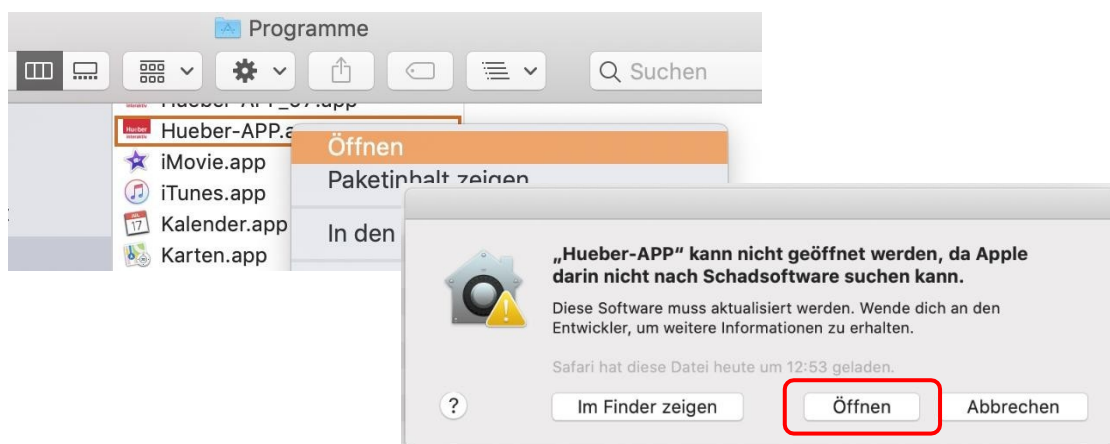 Programme
Suchen
Hueber-APP_07.app
Hueber-APP.a
iMovie.app
iTunes.app
Kalender.app
Karten.app
Öffnen
Paketinhalt zeigen
In den
„Hueber-APP“ kann nicht geöffnet werden, da Apple
darin nicht nach Schadsoftware suchen kann.
Diese Software muss aktualisiert werden. Wende dich an den
Entwickler, um weitere Informationen zu erhalten.
Safari hat diese Datei heute um 12:53 geladen.
?
Im Finder zeigen
Öffnen
Abbrechen